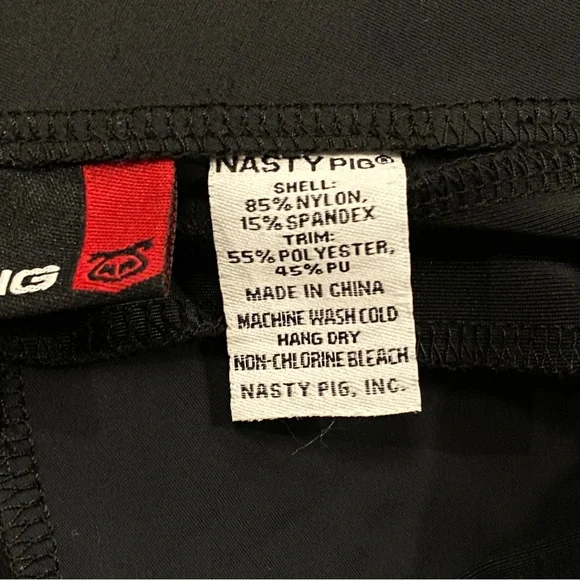 NASTY PIG®
SHELL:
85% NYLON,
15% SPANDEX
TRIM:
55% POLYESTER,
45% PU
MADE IN CHINA
MACHINE WASH COLD
HANG DRY
NON-CHLORINE BLEACH
NASTY PIG, INC.
IG